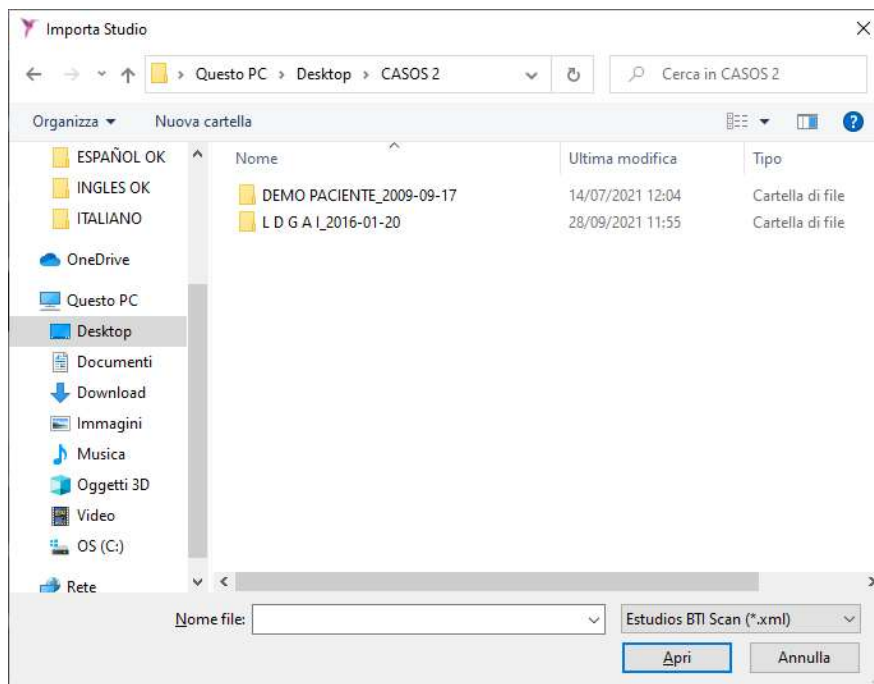 Importa Studio
Questo PC > Desktop > CASOS 2
Cerca in CASOS 2
Organizza
Nuova cartella
ESPAÑOL OK
INGLES OK
ITALIANO
OneDrive
Questo PC
Desktop
Documenti
Download
Immagini
Musica
Oggetti 3D
Video
OS (C:)
Rete
Nome Ultima modifica Tipo
DEMO PACIENTE_2009-09-17 14/07/2021 12:04 Cartella di file
L D G A I_2016-01-20 28/09/2021 11:55 Cartella di file
Nome file:
Estudios BTI Scan (*.xml)
Apri
Annulla